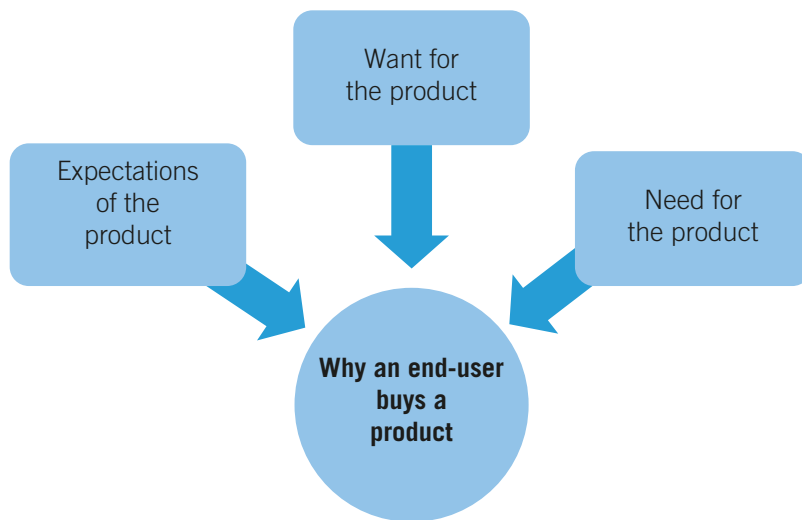 Want for
the product
Expectations
of the
product
Need for
the product
Why an end-user
buys a
product